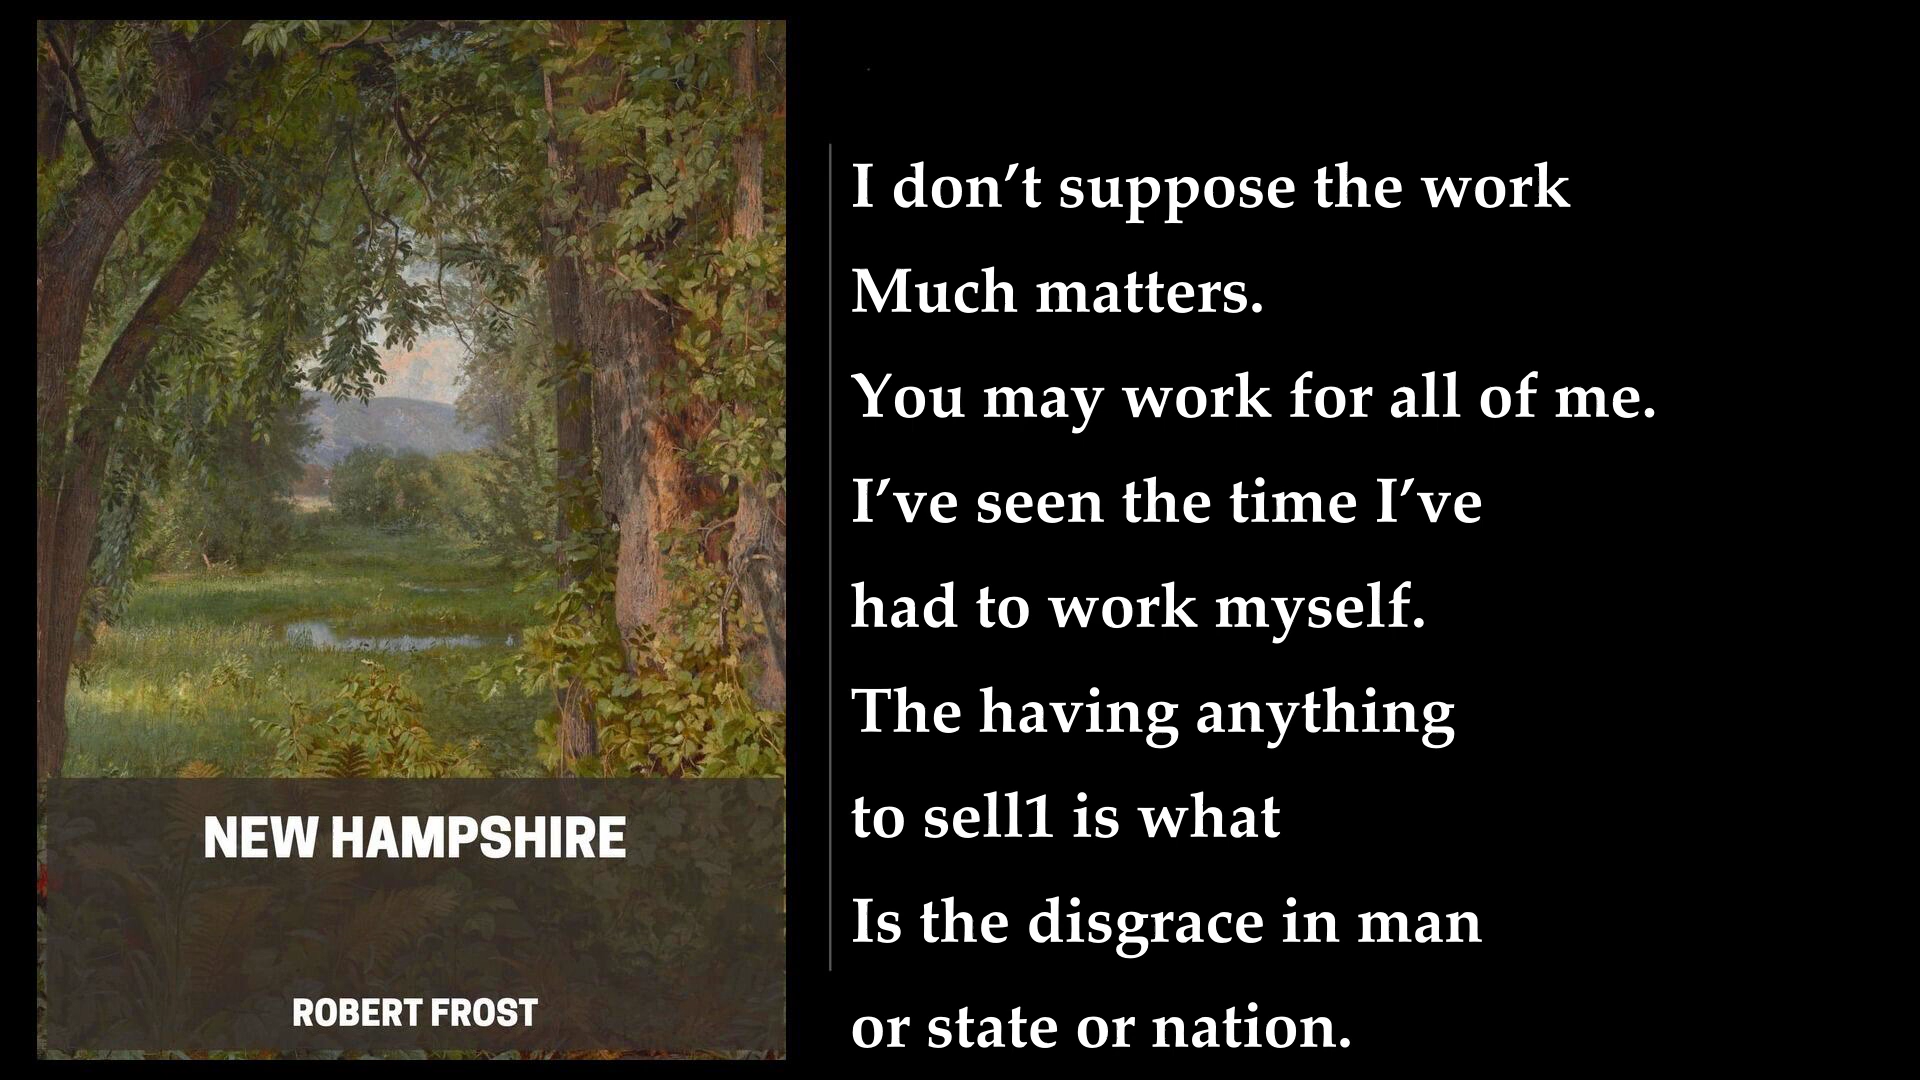 NEW HAMPSHIRE
ROBERT FROST
I don’t suppose the work
Much matters.
You may work for all of me.
I’ve seen the time I’ve
had to work myself.
The having anything
to sell1 is what
Is the disgrace in man
or state or nation.